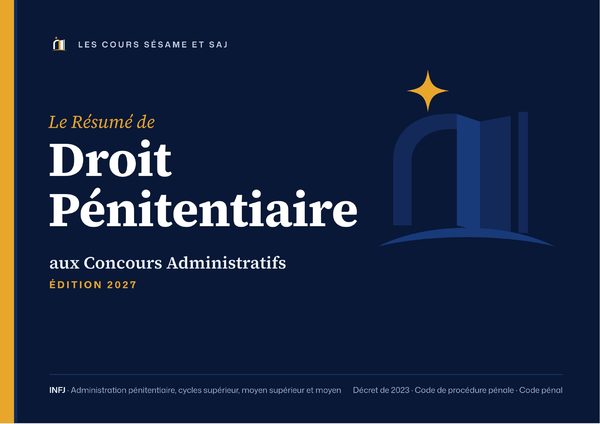 LES COURS SÉSAME ET SAJ
Le Résumé de
Droit
Pénitentiaire
aux Concours Administratifs
ÉDITION 2027
INFJ · Administration pénitentiaire, cycles supérieur, moyen supérieur et moyen
Décret de 2023 · Code de procédure pénale · Code pénal